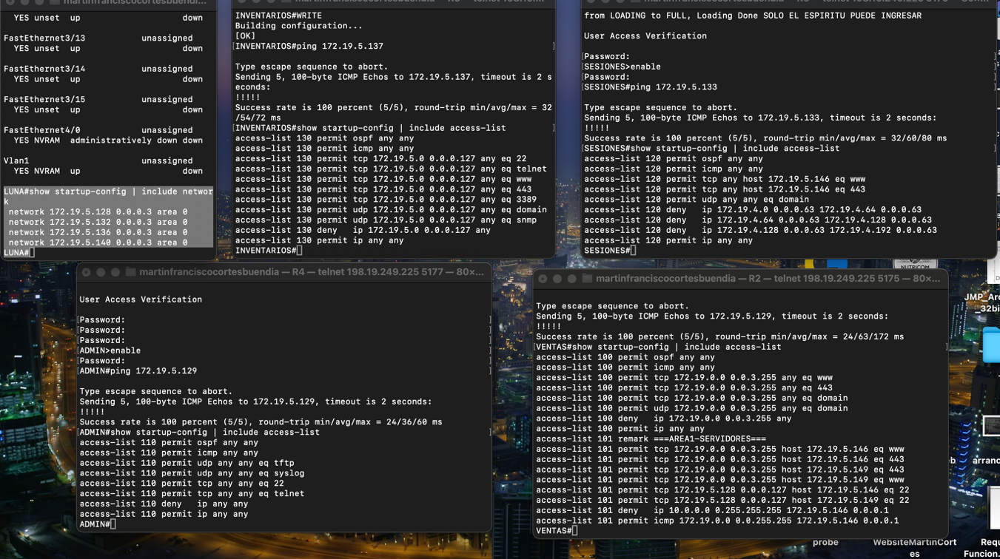 martinfranciscocortesbuendi...
YES unset  up                    down
FastEthernet3/13           unassigned
YES unset  up                    down
FastEthernet3/14           unassigned
YES unset  up                    down
FastEthernet3/15           unassigned
YES unset  up                    down
FastEthernet4/0            unassigned
YES NVRAM  administratively down down
Vlan1                      unassigned
YES NVRAM  up                    down
LUNA#show startup-config | include networ
k
network 172.19.5.128 0.0.0.3 area 0
network 172.19.5.132 0.0.0.3 area 0
network 172.19.5.136 0.0.0.3 area 0
network 172.19.5.140 0.0.0.3 area 0
LUNA#
INVENTARIOS#WRITE
Building configuration...
[OK]
INVENTARIOS#ping 172.19.5.137
Type escape sequence to abort.
Sending 5, 100-byte ICMP Echos to 172.19.5.137, timeout is 2 s
econds:
!!!!!
Success rate is 100 percent (5/5), round-trip min/avg/max = 32
/54/72 ms
INVENTARIOS#show startup-config | include access-list
access-list 130 permit ospf any any
access-list 130 permit icmp any any
access-list 130 permit tcp 172.19.5.0 0.0.0.127 any eq 22
access-list 130 permit tcp 172.19.5.0 0.0.0.127 any eq telnet
access-list 130 permit tcp 172.19.5.0 0.0.0.127 any eq www
access-list 130 permit tcp 172.19.5.0 0.0.0.127 any eq 443
access-list 130 permit tcp 172.19.5.0 0.0.0.127 any eq 3389
access-list 130 permit udp 172.19.5.0 0.0.0.127 any eq domain
access-list 130 permit udp 172.19.5.0 0.0.0.127 any eq snmp
access-list 130 deny   ip 172.19.5.0 0.0.0.127 any
access-list 130 permit ip any any
INVENTARIOS#
from LOADING to FULL, Loading Done SOLO EL ESPIRITU PUEDE INGRESAR
User Access Verification
Password:
SESIONES>enable
Password:
SESIONES#ping 172.19.5.133
Type escape sequence to abort.
Sending 5, 100-byte ICMP Echos to 172.19.5.133, timeout is 2 seconds:
!!!!!
Success rate is 100 percent (5/5), round-trip min/avg/max = 32/60/80 ms
SESIONES#show startup-config | include access-list
access-list 120 permit ospf any any
access-list 120 permit icmp any any
access-list 120 permit tcp any host 172.19.5.146 eq www
access-list 120 permit tcp any host 172.19.5.146 eq 443
access-list 120 permit udp any any eq domain
access-list 120 deny   ip 172.19.4.0 0.0.0.63 172.19.4.64 0.0.0.63
access-list 120 deny   ip 172.19.4.64 0.0.0.63 172.19.4.128 0.0.0.63
access-list 120 deny   ip 172.19.4.128 0.0.0.63 172.19.4.192 0.0.0.63
access-list 120 permit ip any any
SESIONES#
martinfranciscocortesbuendia — R4 — telnet 198.19.249.225 5177 — 80×...
User Access Verification
Password:
Password:
Password:
ADMIN>enable
Password:
ADMIN#ping 172.19.5.129
Type escape sequence to abort.
Sending 5, 100-byte ICMP Echos to 172.19.5.129, timeout is 2 seconds:
!!!!!
Success rate is 100 percent (5/5), round-trip min/avg/max = 24/36/60 ms
ADMIN#show startup-config | include access-list
access-list 110 permit ospf any any
access-list 110 permit icmp any any
access-list 110 permit udp any any eq tftp
access-list 110 permit udp any any eq syslog
access-list 110 permit tcp any any eq 22
access-list 110 permit tcp any any eq telnet
access-list 110 deny   ip any any
access-list 110 permit ip any any
ADMIN#
martinfranciscocortesbuendia — R2 — telnet 198.19.249.225 5175 — 80×...
Type escape sequence to abort.
Sending 5, 100-byte ICMP Echos to 172.19.5.129, timeout is 2 seconds:
!!!!!
Success rate is 100 percent (5/5), round-trip min/avg/max = 24/63/172 ms
VENTAS#show startup-config | include access-list
access-list 100 permit ospf any any
access-list 100 permit icmp any any
access-list 100 permit tcp 172.19.0.0 0.0.3.255 any eq www
access-list 100 permit tcp 172.19.0.0 0.0.3.255 any eq 443
access-list 100 permit tcp 172.19.0.0 0.0.3.255 any eq domain
access-list 100 permit udp 172.19.0.0 0.0.3.255 any eq domain
access-list 100 deny   ip 172.19.0.0 0.0.3.255 any
access-list 100 permit ip any any
access-list 101 remark ===AREA1-SERVIDORES===
access-list 101 permit tcp 172.19.0.0 0.0.3.255 host 172.19.5.146 eq www
access-list 101 permit tcp 172.19.0.0 0.0.3.255 host 172.19.5.146 eq 443
access-list 101 permit tcp 172.19.0.0 0.0.3.255 host 172.19.5.149 eq 443
access-list 101 permit tcp 172.19.0.0 0.0.3.255 host 172.19.5.149 eq www
access-list 101 permit tcp 172.19.5.128 0.0.0.127 host 172.19.5.146 eq 22
access-list 101 permit tcp 172.19.5.128 0.0.0.127 host 172.19.5.149 eq 22
access-list 101 deny   ip 10.0.0.0 0.255.255.255 172.19.5.146 0.0.0.1
access-list 101 permit icmp 172.19.0.0 0.0.255.255 172.19.5.146 0.0.0.1
VENTAS#
NUTRICOM
JMP_Ar
_32bi
arranc
probe
WebsiteMartinCort
es
Requ
Funcion